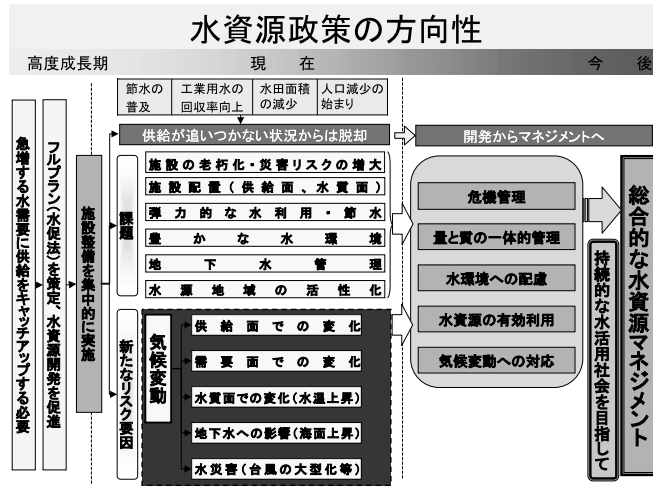 水資源政策の方向性
高度成長期
現在
今後
急増する水需要に供給をキャッチアップする必要
フルプラン(水促法)を策定、水資源開発を促進
施設整備を集中的に実施
節水の
普及
工業用水の
回収率向上
水田面積
の減少
人口減少の
始まり
供給が追いつかない状況からは脱却
課題
施設の老朽化・災害リスクの増大
施設配置(供給面、水質面)
弾力的な水利用・節水
豊かな水環境
地下水管理
水源地域の活性化
新たなリスク要因
気候変動
供給面での変化
需要面での変化
水質面での変化(水温上昇)
地下水への影響(海面上昇)
水災害(台風の大型化等)
開発からマネジメントへ
危機管理
量と質の一体的管理
水環境への配慮
水資源の有効利用
気候変動への対応
持続的な水活用社会を目指して
総合的な水資源マネジメント